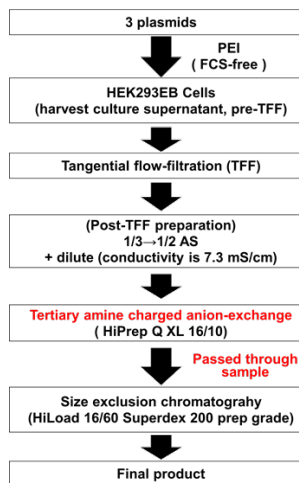 3 plasmids
PEI
( FCS-free )
HEK293EB Cells
(harvest culture supernatant, pre-TFF)
Tangential flow-filtration (TFF)
(Post-TFF preparation)
1/3→1/2 AS
+ dilute (conductivity is 7.3 mS/cm)
Tertiary amine charged anion-exchange
( HiPrep Q XL 16/10)
Passed through
sample
Size exclusion chromatograhy
(HiLoad 16/60 Superdex 200 prep grade)
Final product